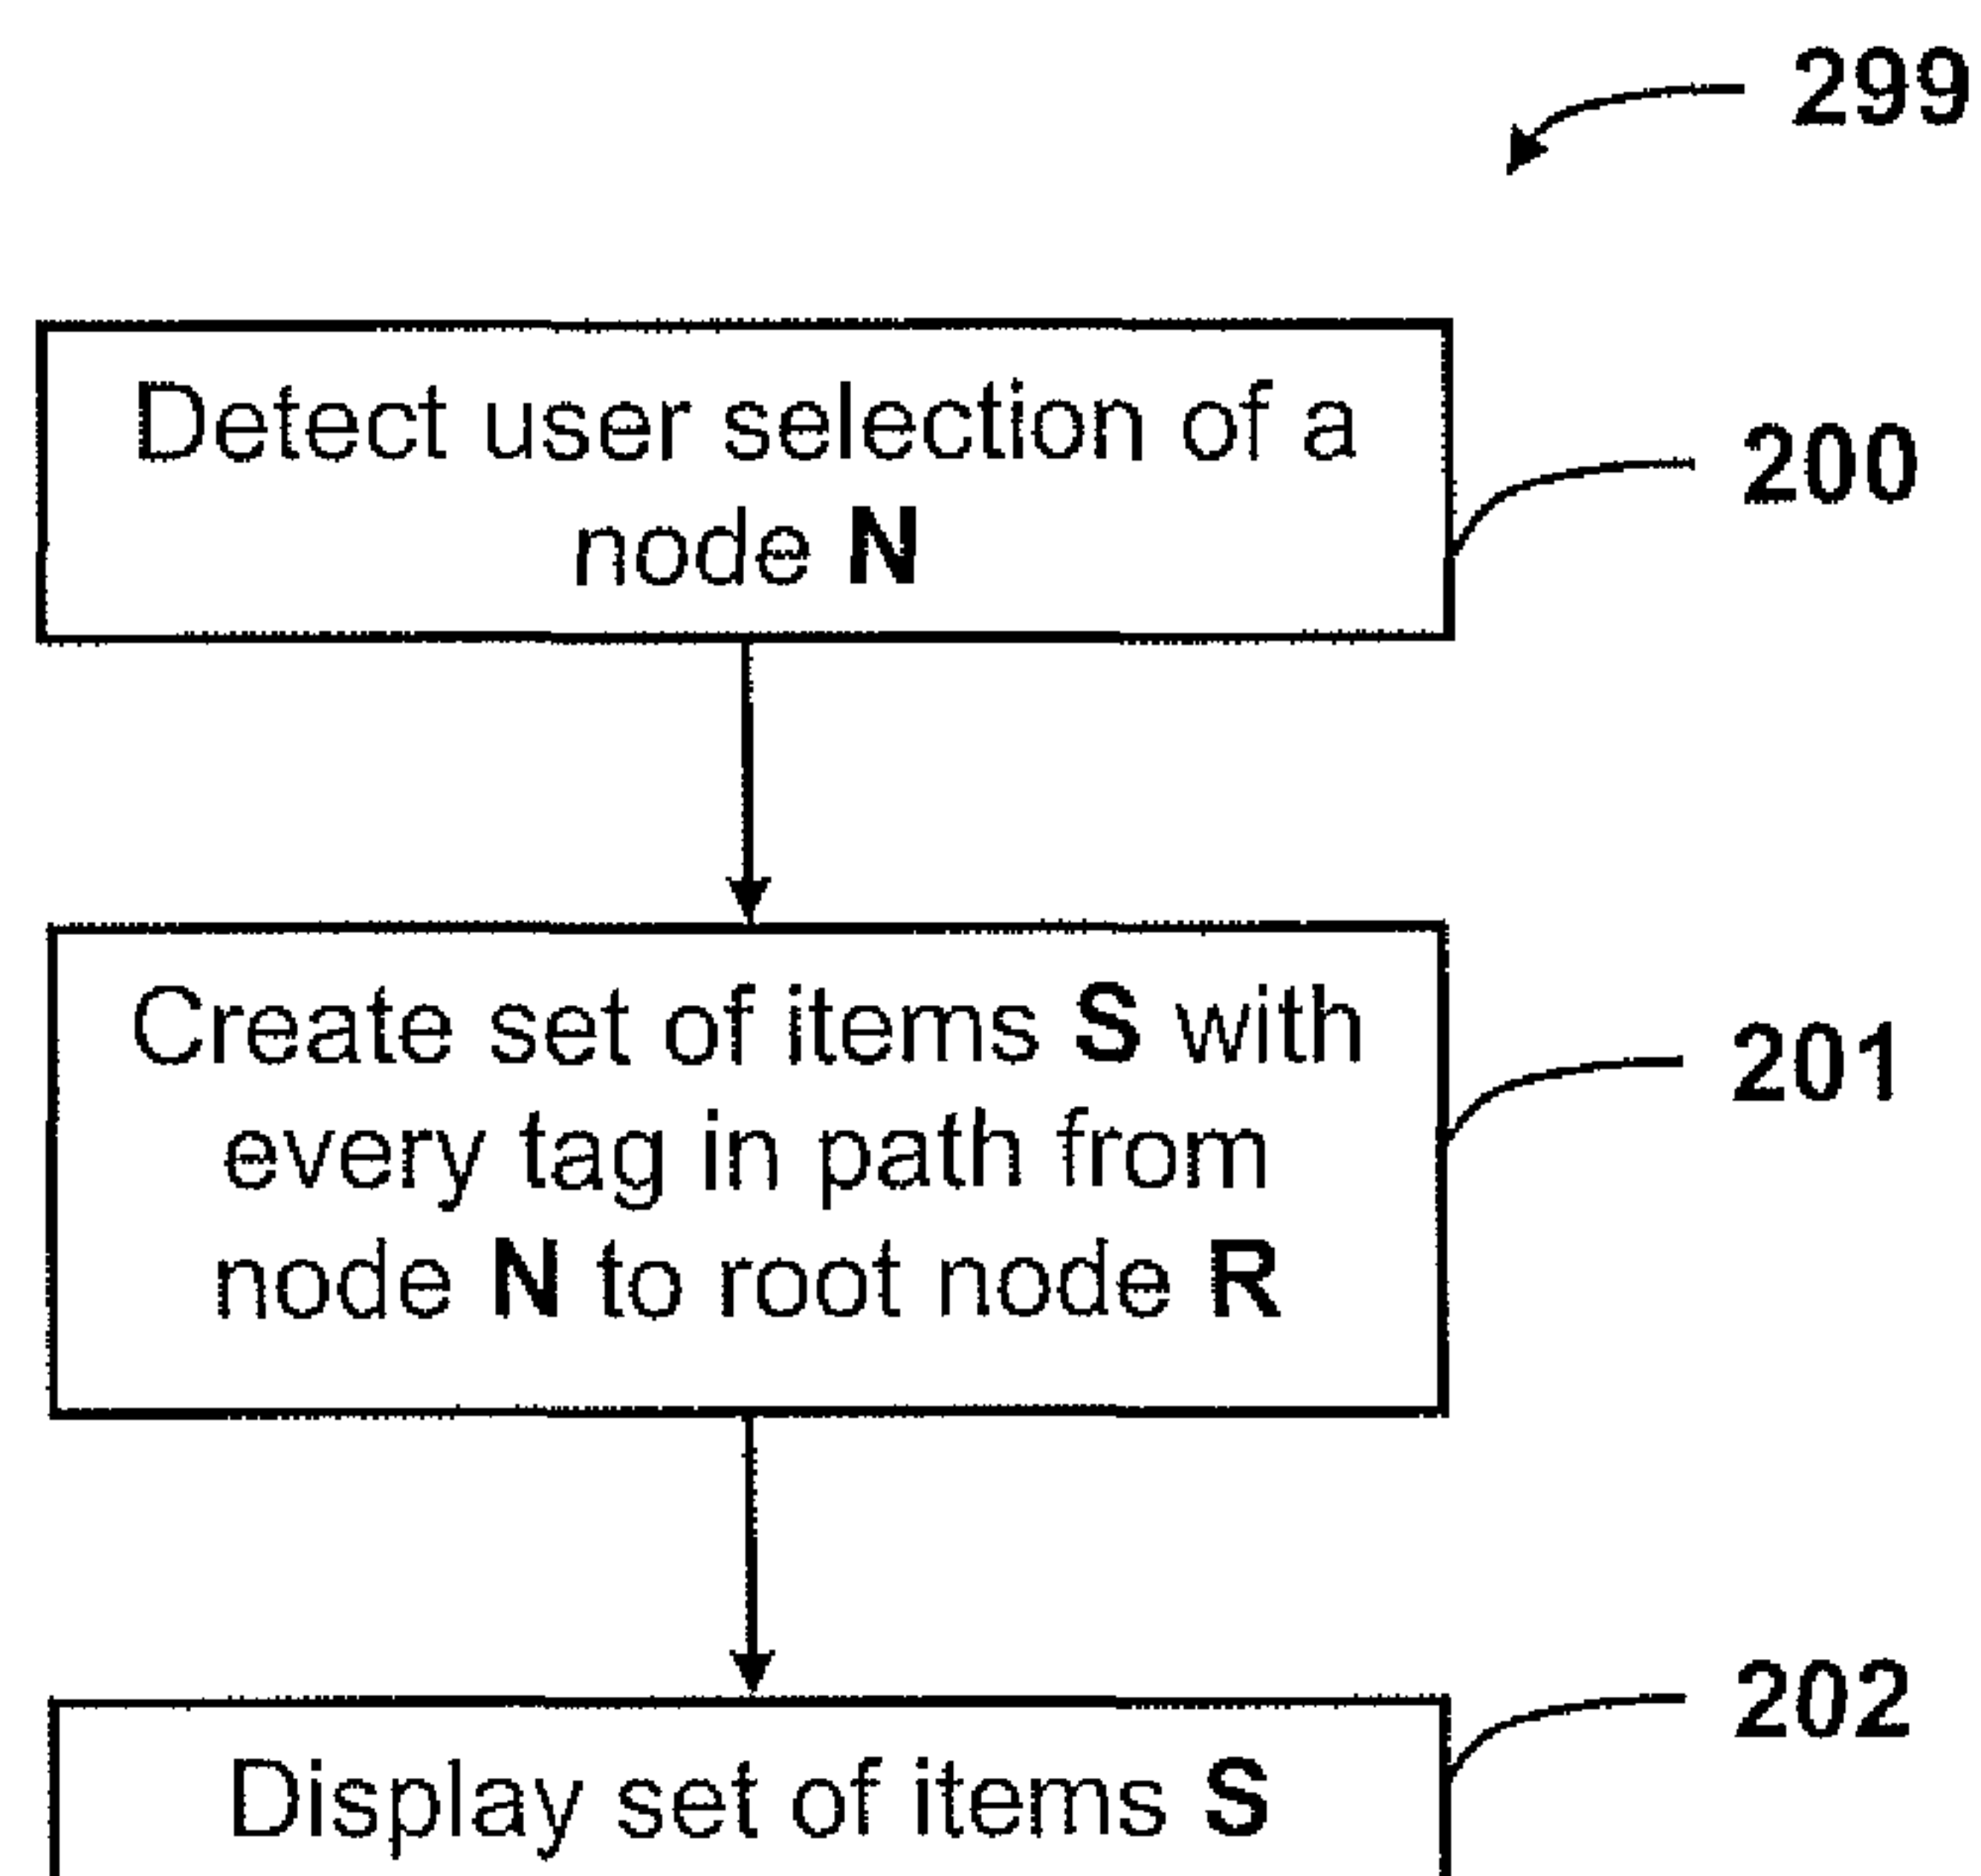 299
Detect user selection of a
node N
200
Create set of items S with
every tag in path from
node N to root node R
201
202
Display set of items S